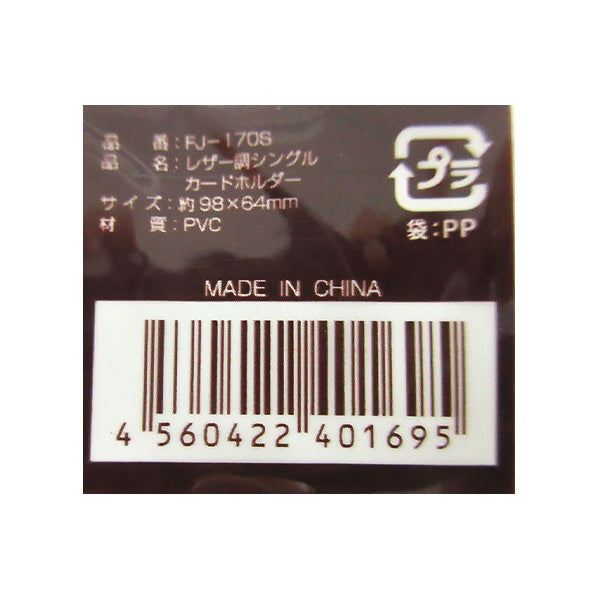 品　番：FJ-170S
品　名：レザー調シングル
カードホルダー
サイズ：約98×64mm
材　質：PVC
プラ
袋：PP
MADE IN CHINA
4 560422 401695